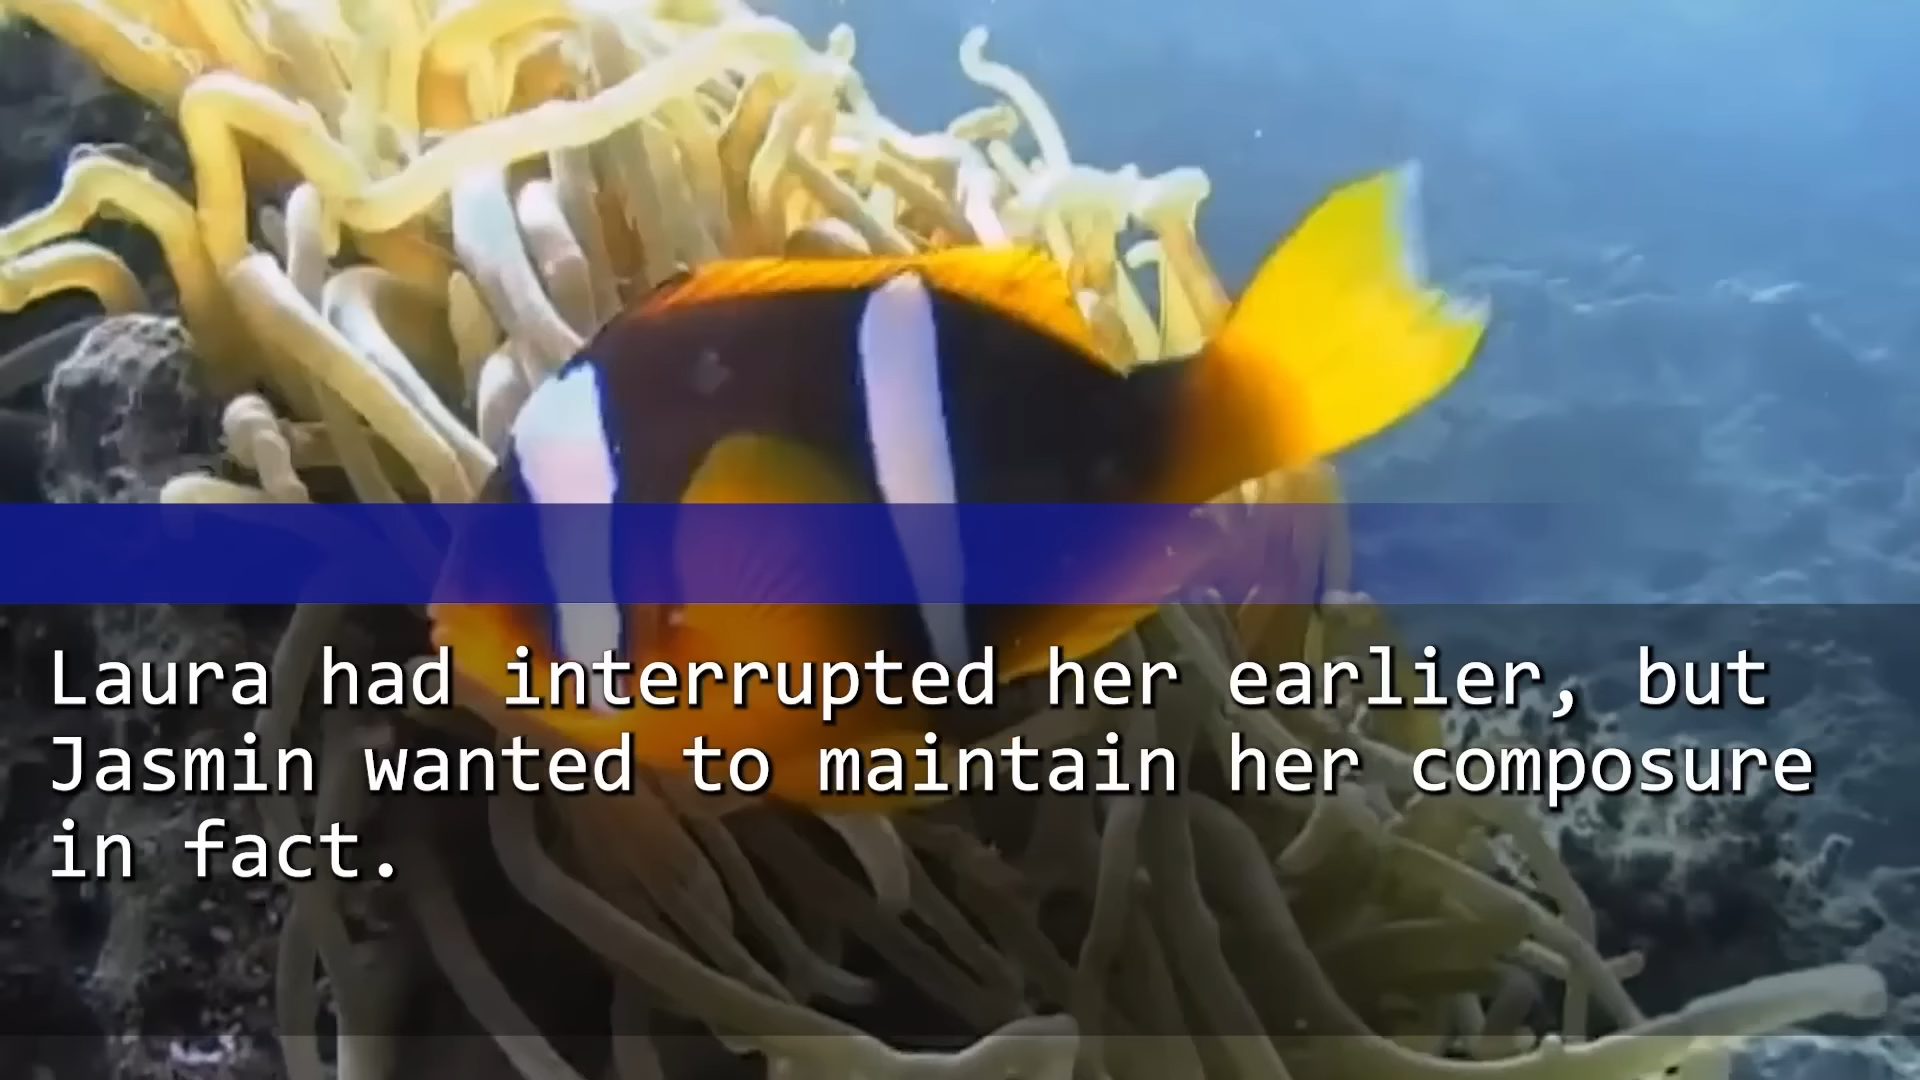 Laura had interrupted her earlier, but
Jasmin wanted to maintain her composure
in fact.